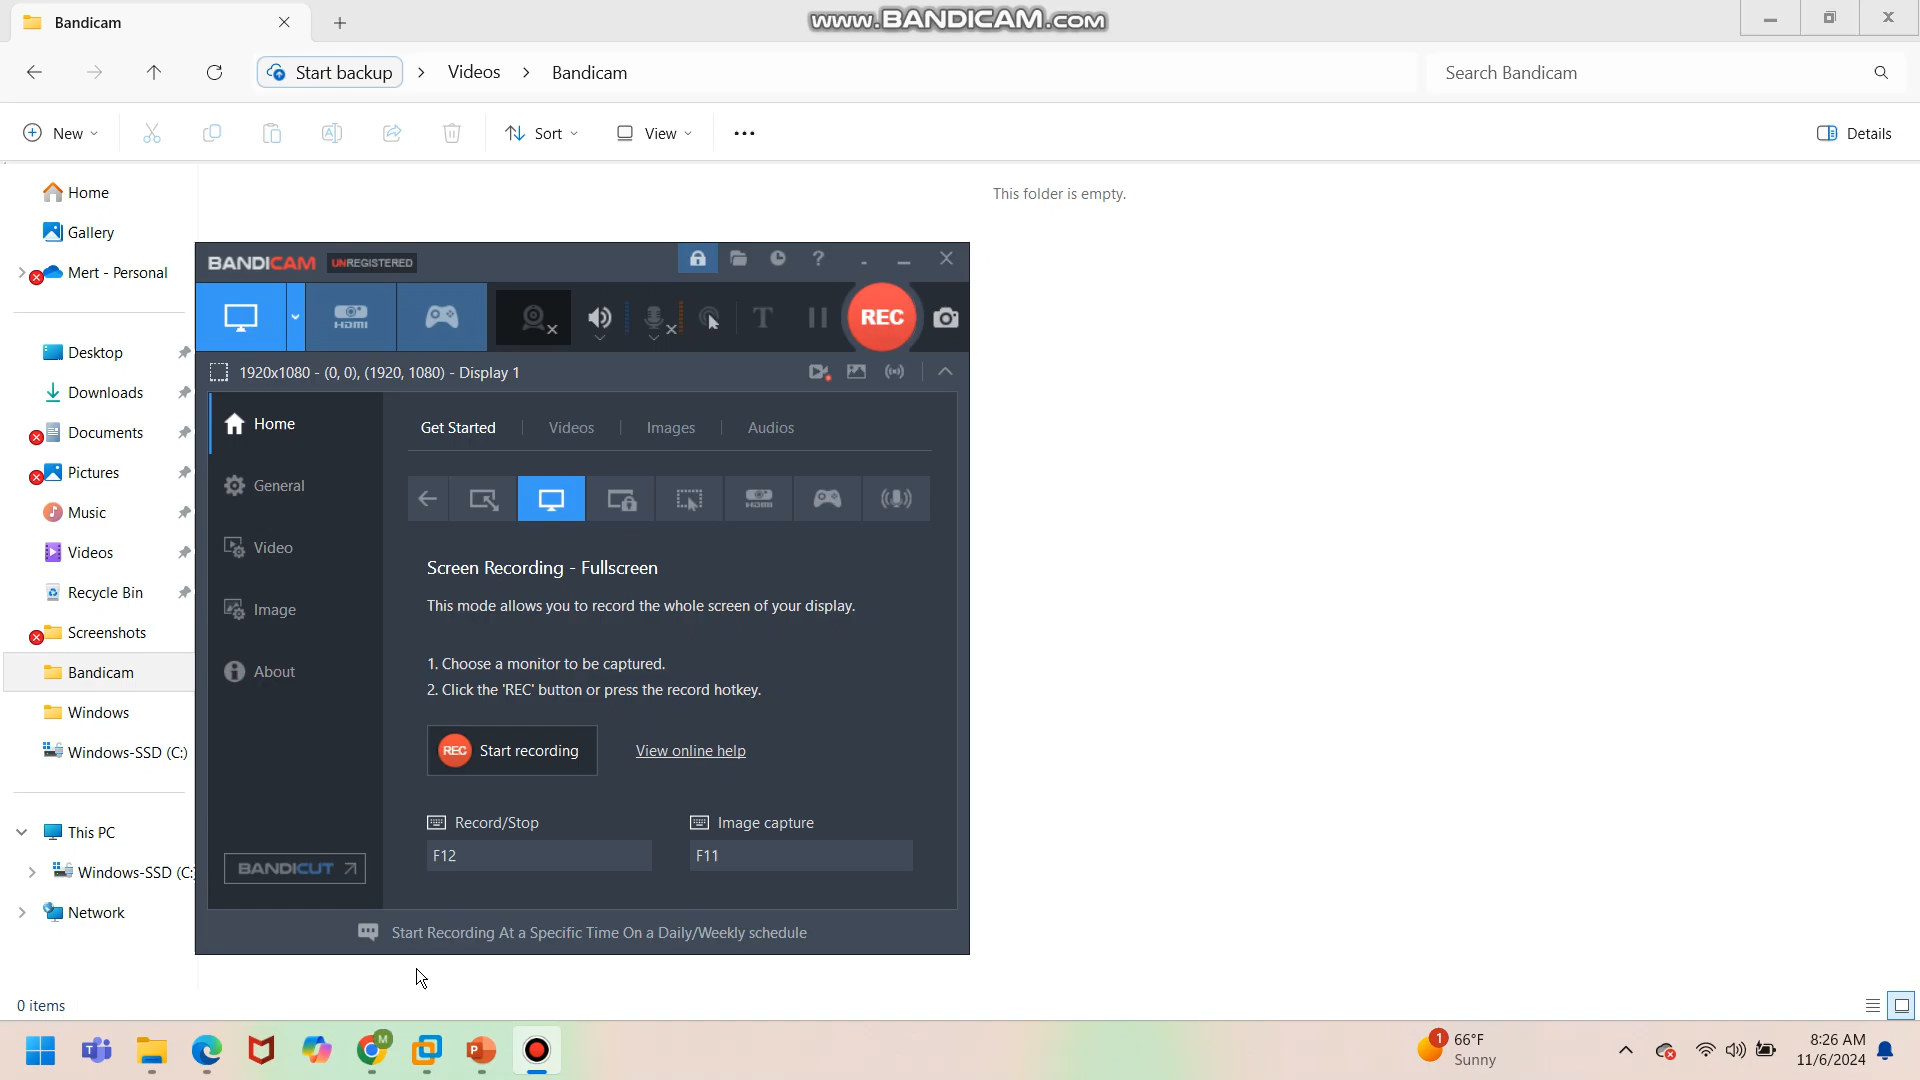 Bandicam
www.BANDICAM.com
Start backup > Videos > Bandicam
Search Bandicam
New
Sort
View
Details
This folder is empty.
Home
Gallery
Mert - Personal
Desktop
Downloads
Documents
Pictures
Music
Videos
Recycle Bin
Screenshots
Bandicam
Windows
Windows-SSD (C:)
This PC
Windows-SSD (C:
Network
BANDICAM UNREGISTERED
HDMI
REC
1920x1080 - (0, 0), (1920, 1080) - Display 1
Home
General
Video
Image
About
BANDICUT
Get Started | Videos | Images | Audios
HDMI
Screen Recording - Fullscreen
This mode allows you to record the whole screen of your display.
1. Choose a monitor to be captured.
2. Click the 'REC' button or press the record hotkey.
REC Start recording
View online help
Record/Stop
F12
Image capture
F11
Start Recording At a Specific Time On a Daily/Weekly schedule
0 items
M
1
66°F
Sunny
8:26 AM
11/6/2024